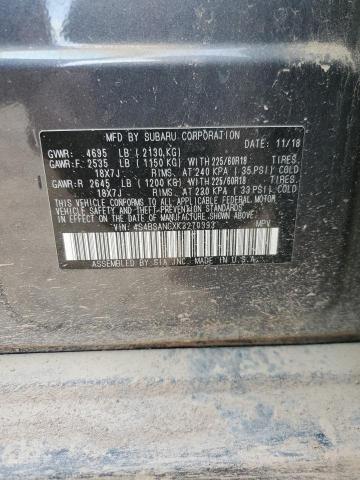 MFD BY SUBARU CORPORATION DATE: 11/18
GVWR: 4695 LB (2130,KG)
GAWR:F: 2535 LB (1150 KG) WITH 225/60R18 TIRES,
18X7J RIMS, AT 240 KPA (35 PSI) COLD
GAWR:R 2645 LB (1200 KG) WITH 225/60R18 TIRES,
18X7J RIMS, AT 230 KPA (33 PSI) COLD
THIS VEHICLE CONFORMS TO ALL APPLICABLE FEDERAL MOTOR
VEHICLE SAFETY STANDARDS IN EFFECT ON THE DATE OF MANUFACTURE SHOWN ABOVE
VIN: MPV
ASSEMBLED BY SIA,INC. MADE IN U.S.A.